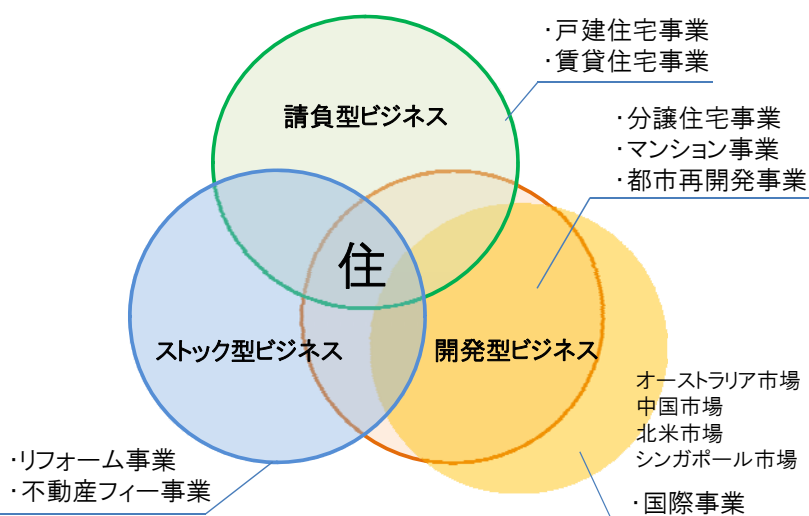 ・戸建住宅事業
・賃貸住宅事業
請負型ビジネス
・分譲住宅事業
・マンション事業
・都市再開発事業
住
ストック型ビジネス
開発型ビジネス
オーストラリア市場
中国市場
北米市場
シンガポール市場
・リフォーム事業
・不動産フィー事業
・国際事業